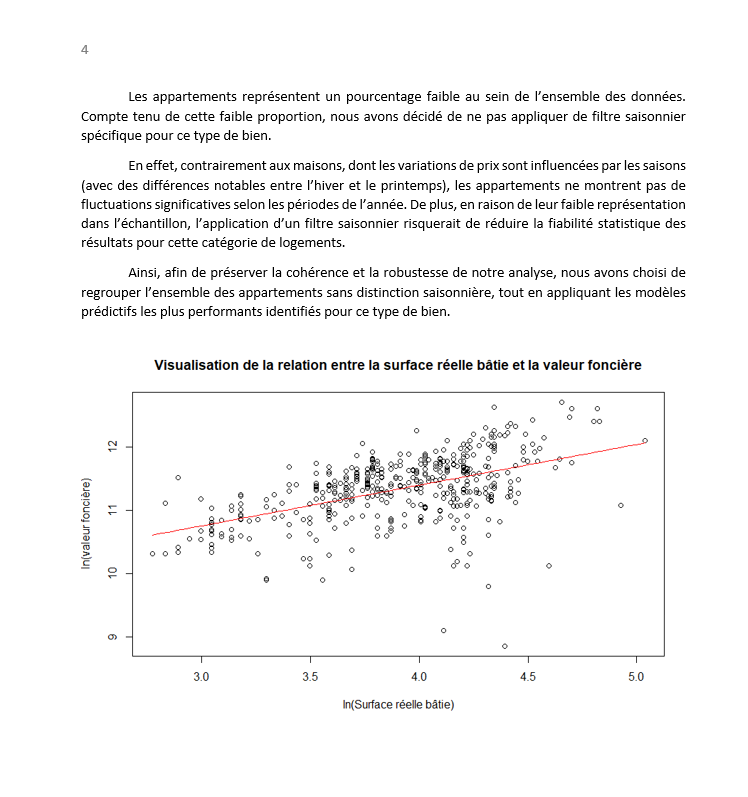 4
Les appartements représentent un pourcentage faible au sein de l’ensemble des données.
Compte tenu de cette faible proportion, nous avons décidé de ne pas appliquer de filtre saisonnier
spécifique pour ce type de bien.
En effet, contrairement aux maisons, dont les variations de prix sont influencées par les saisons
(avec des différences notables entre l’hiver et le printemps), les appartements ne montrent pas de
fluctuations significatives selon les périodes de l’année. De plus, en raison de leur faible représentation
dans l’échantillon, l’application d’un filtre saisonnier risquerait de réduire la fiabilité statistique des
résultats pour cette catégorie de logements.
Ainsi, afin de préserver la cohérence et la robustesse de notre analyse, nous avons choisi de
regrouper l’ensemble des appartements sans distinction saisonnière, tout en appliquant les modèles
prédictifs les plus performants identifiés pour ce type de bien.
Visualisation de la relation entre la surface réelle bâtie et la valeur foncière
ln(valeur foncière)
12
11
10
9
3.0 3.5 4.0 4.5 5.0
ln(Surface réelle bâtie)